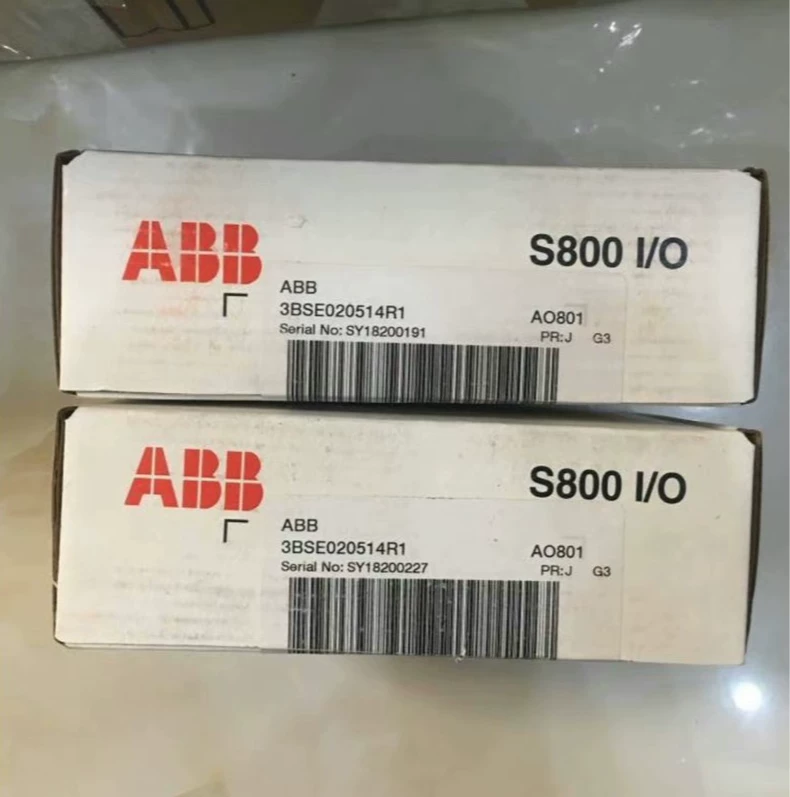 ABB
S800 I/O
ABB
3BSE020514R1
AO801
Serial No: SY18200191
PR:J G3
ABB
S800 I/O
ABB
3BSE020514R1
AO801
Serial No: SY18200227
PR:J G3